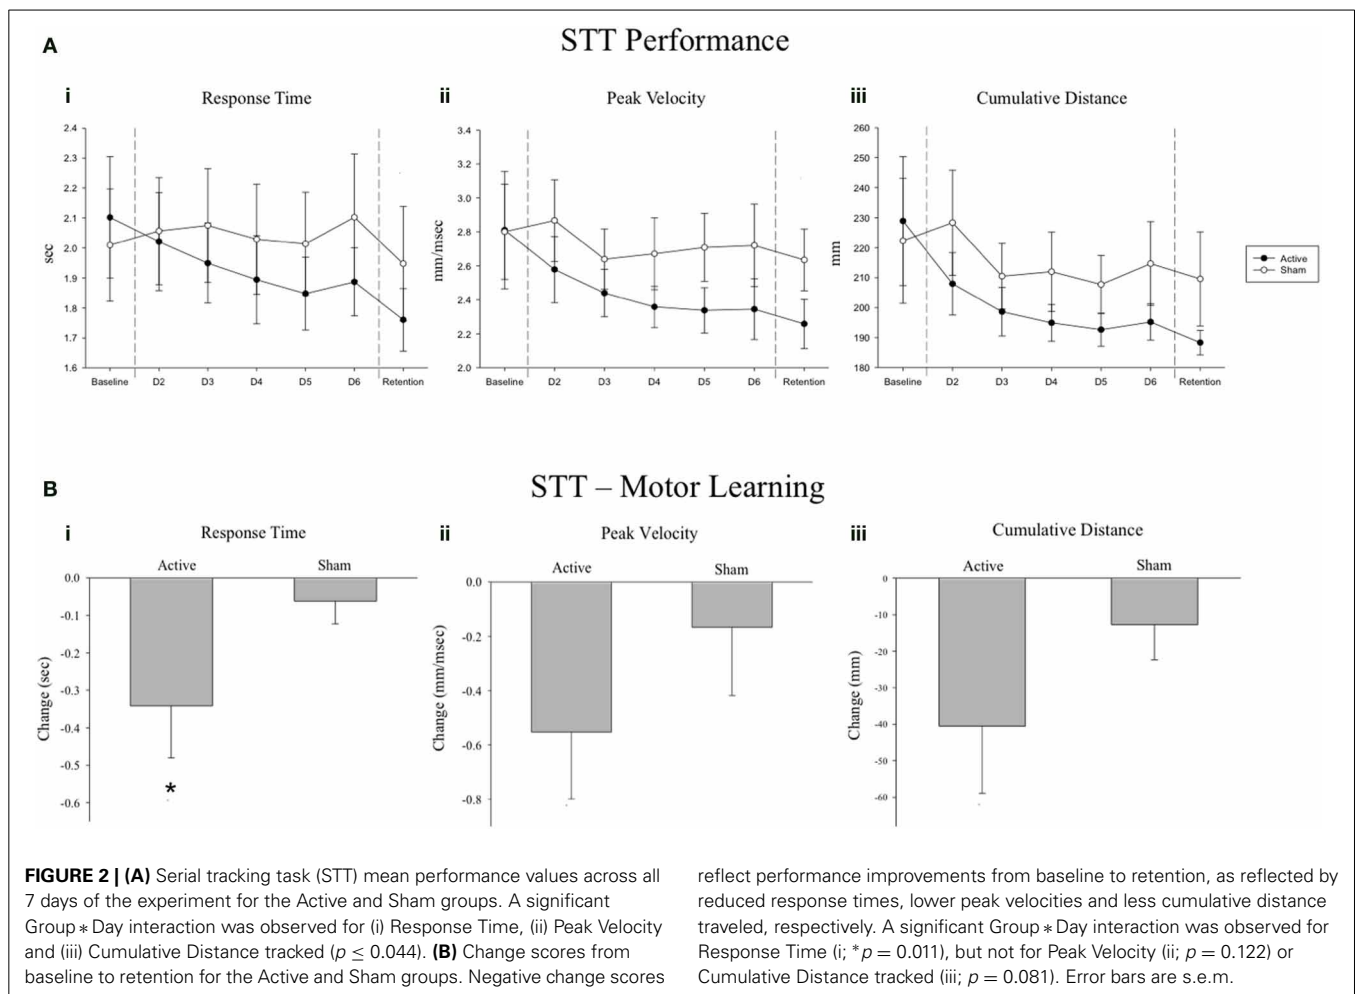 A
STT Performance
i
Response Time
2.4
2.3
2.2
2.1
2.0
1.9
1.8
1.7
1.6
sec
Baseline D2 D3 D4 D5 D6 Retention
ii
Peak Velocity
3.4
3.2
3.0
2.8
2.6
2.4
2.2
2.0
mm/msec
Baseline D2 D3 D4 D5 D6 Retention
iii
Cumulative Distance
260
250
240
230
220
210
200
190
180
mm
Baseline D2 D3 D4 D5 D6 Retention
Active
Sham
B
STT – Motor Learning
i
Response Time
Active Sham
0.0
-0.1
-0.2
-0.3
-0.4
-0.5
-0.6
Change (sec)
*
ii
Peak Velocity
Active Sham
0.0
-0.2
-0.4
-0.6
-0.8
Change (mm/msec)
iii
Cumulative Distance
Active Sham
0
-10
-20
-30
-40
-50
-60
Change (mm)
FIGURE 2 | (A) Serial tracking task (STT) mean performance values across all
7 days of the experiment for the Active and Sham groups. A significant
Group ∗ Day interaction was observed for (i) Response Time, (ii) Peak Velocity
and (iii) Cumulative Distance tracked (p ≤ 0.044). (B) Change scores from
baseline to retention for the Active and Sham groups. Negative change scores
reflect performance improvements from baseline to retention, as reflected by
reduced response times, lower peak velocities and less cumulative distance
traveled, respectively. A significant Group ∗ Day interaction was observed for
Response Time (i; *p = 0.011), but not for Peak Velocity (ii; p = 0.122) or
Cumulative Distance tracked (iii; p = 0.081). Error bars are s.e.m.